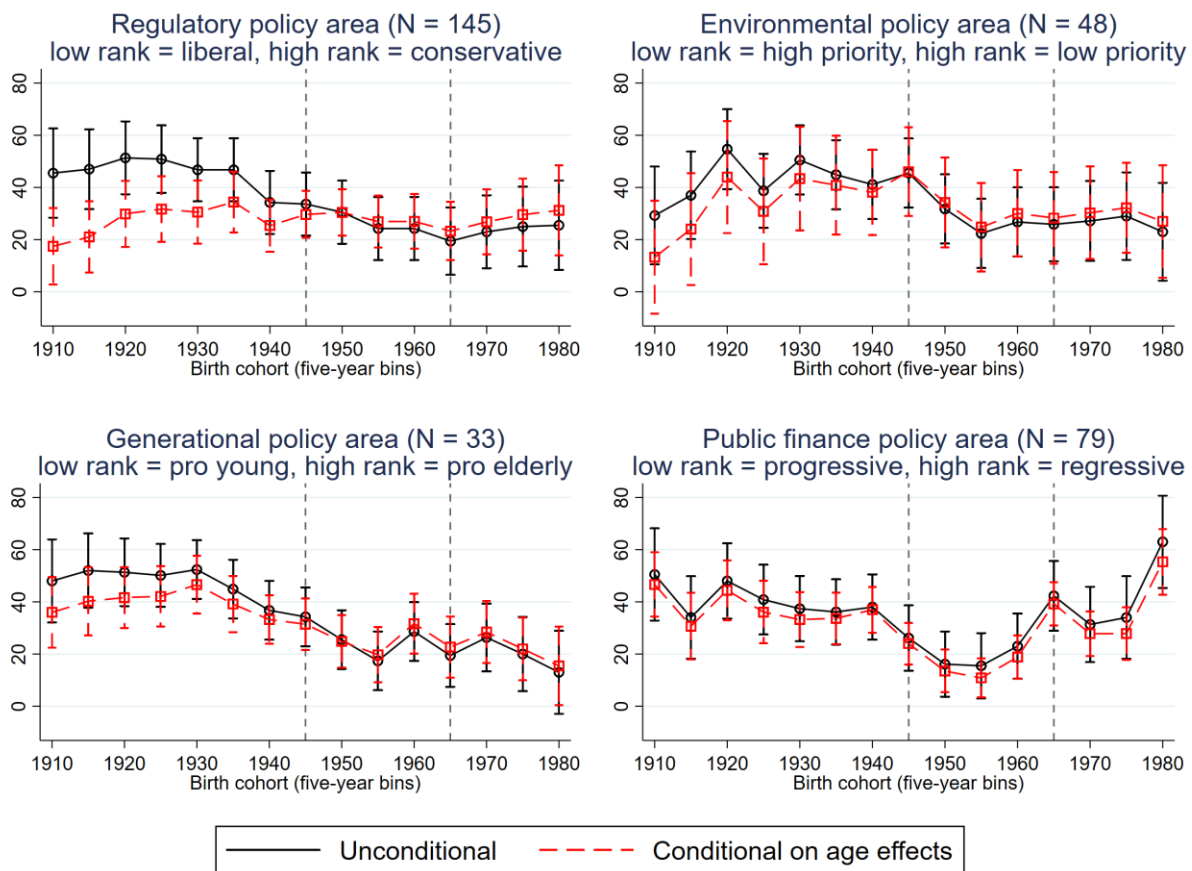 Regulatory policy area (N = 145)
low rank = liberal, high rank = conservative
80
60
40
20
0
1910 1920 1930 1940 1950 1960 1970 1980
Birth cohort (five-year bins)
Environmental policy area (N = 48)
low rank = high priority, high rank = low priority
80
60
40
20
0
1910 1920 1930 1940 1950 1960 1970 1980
Birth cohort (five-year bins)
Generational policy area (N = 33)
low rank = pro young, high rank = pro elderly
80
60
40
20
0
1910 1920 1930 1940 1950 1960 1970 1980
Birth cohort (five-year bins)
Public finance policy area (N = 79)
low rank = progressive, high rank = regressive
80
60
40
20
0
1910 1920 1930 1940 1950 1960 1970 1980
Birth cohort (five-year bins)
Unconditional Conditional on age effects